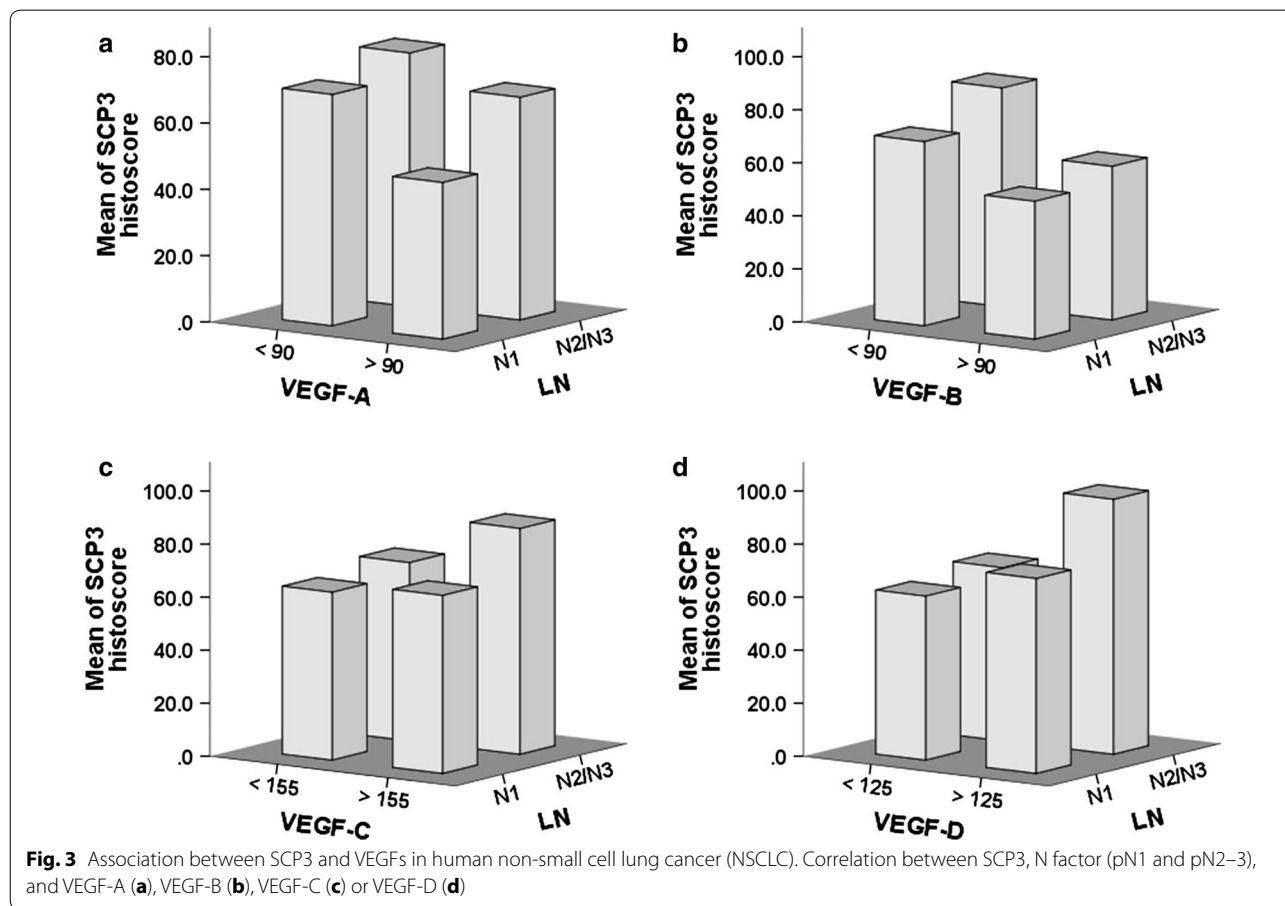 a
80.0
60.0
40.0
20.0
.0
Mean of SCP3
histoscore
< 90
> 90
VEGF-A
N1
N2/N3
LN
b
100.0
80.0
60.0
40.0
20.0
.0
Mean of SCP3
histoscore
< 90
> 90
VEGF-B
N1
N2/N3
LN
c
100.0
80.0
60.0
40.0
20.0
.0
Mean of SCP3
histoscore
< 155
> 155
VEGF-C
N1
N2/N3
LN
d
100.0
80.0
60.0
40.0
20.0
.0
Mean of SCP3
histoscore
< 125
> 125
VEGF-D
N1
N2/N3
LN
Fig. 3 Association between SCP3 and VEGFs in human non-small cell lung cancer (NSCLC). Correlation between SCP3, N factor (pN1 and pN2–3),
and VEGF-A (a), VEGF-B (b), VEGF-C (c) or VEGF-D (d)